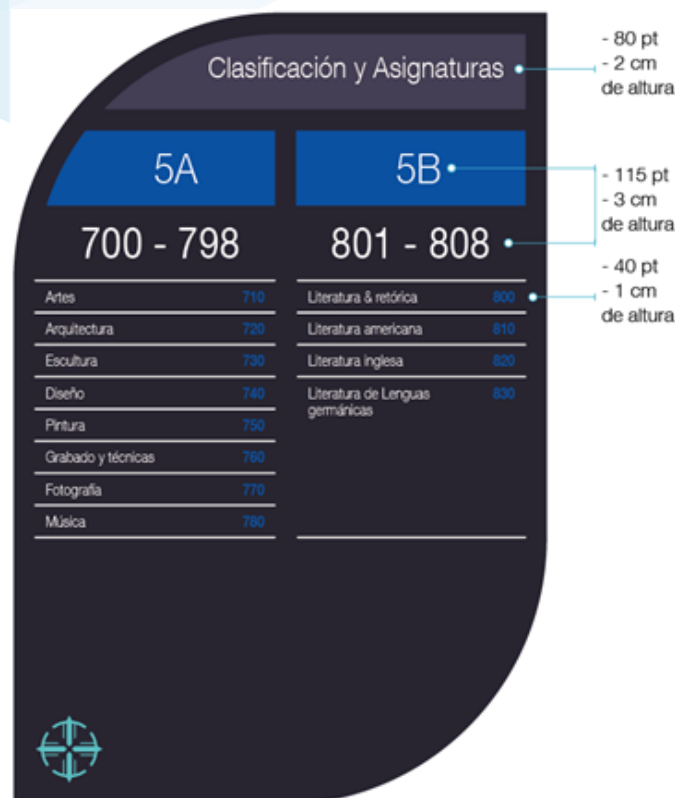 Clasificación y Asignaturas
- 80 pt
- 2 cm
de altura
5A
5B
- 115 pt
- 3 cm
de altura
700 - 798
801 - 808
- 40 pt
- 1 cm
de altura
Artes 710
Arquitectura 720
Escultura 730
Diseño 740
Pintura 750
Grabado y técnicas 760
Fotografía 770
Música 780
Literatura & retórica 800
Literatura americana 810
Literatura inglesa 820
Literatura de Lenguas 830
germánicas